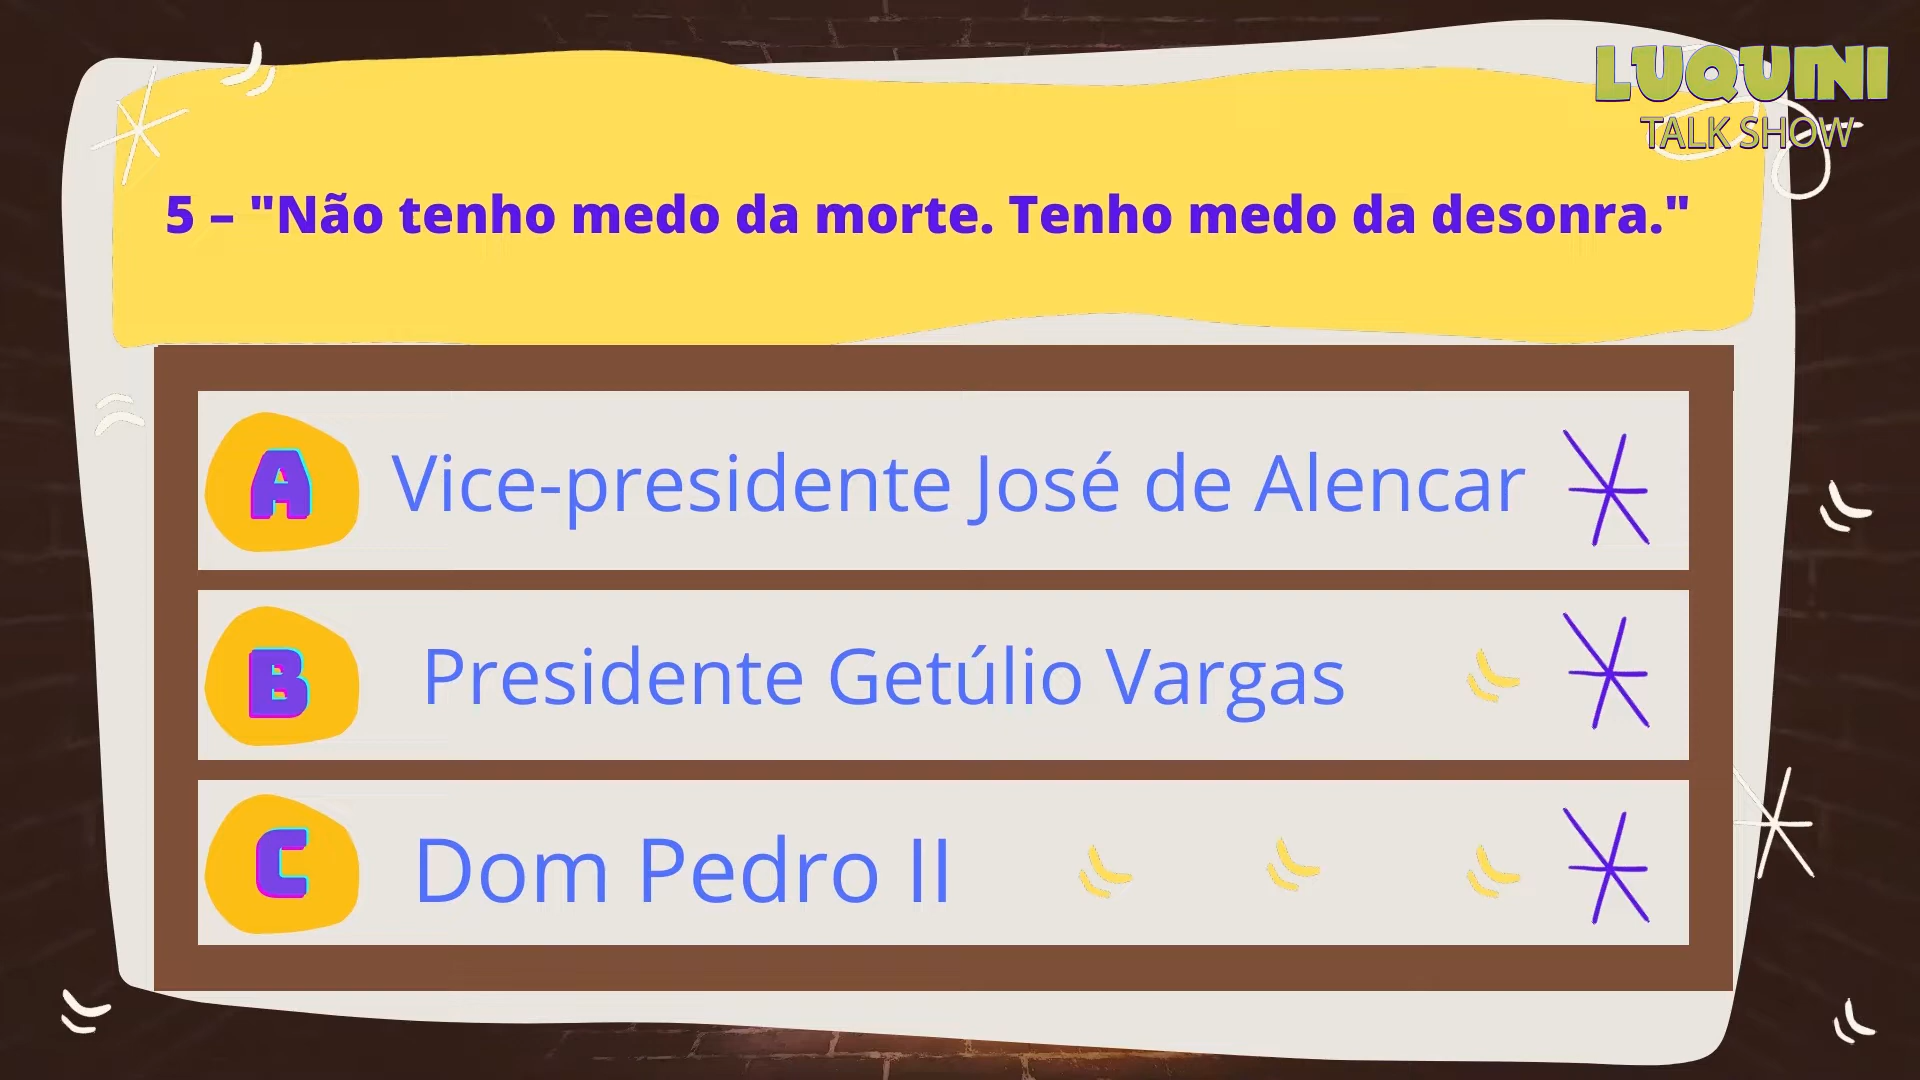 LUQUINI
TALK SHOW
5 – "Não tenho medo da morte. Tenho medo da desonra."
A Vice-presidente José de Alencar
B Presidente Getúlio Vargas
C Dom Pedro II